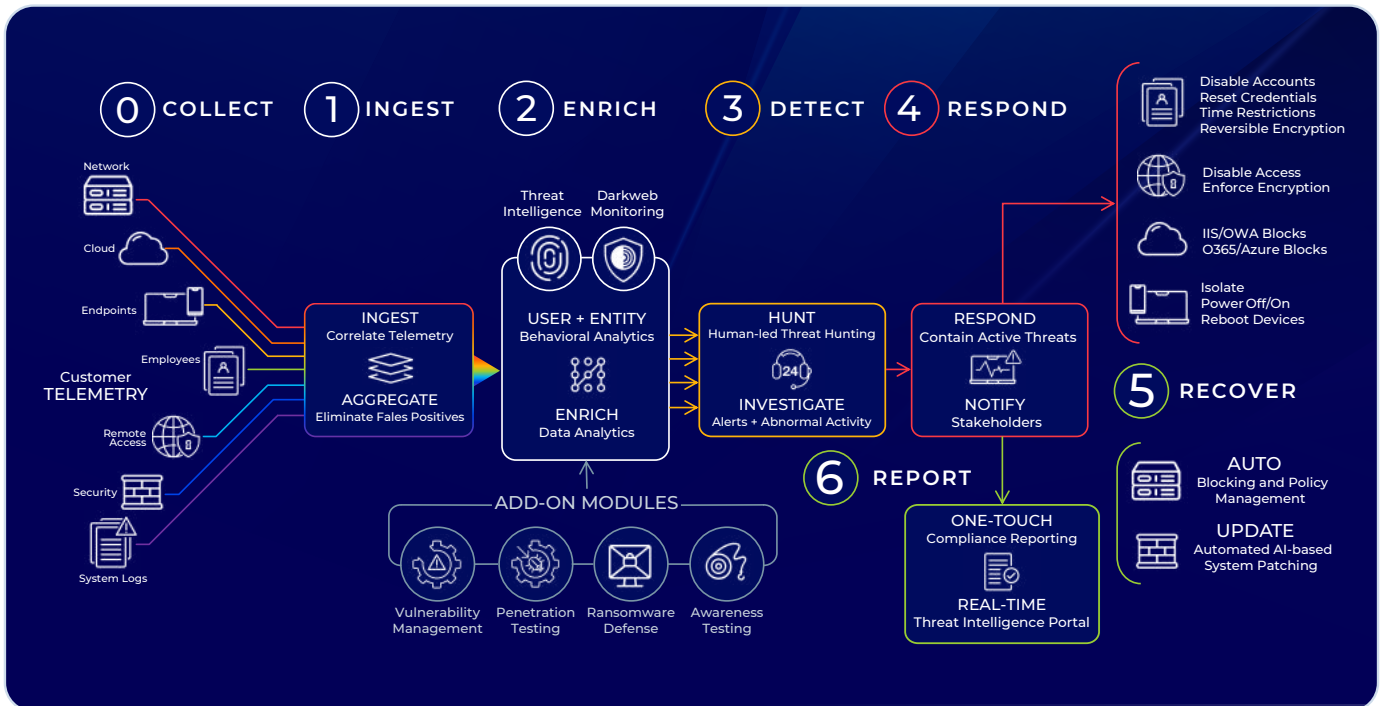 0 COLLECT
1 INGEST
2 ENRICH
3 DETECT
4 RESPOND
Network
Cloud
Endpoints
Employees
Customer
TELEMETRY
Remote
Access
Security
System Logs
INGEST
Correlate Telemetry
AGGREGATE
Eliminate Fales Positives
Threat
Intelligence
Darkweb
Monitoring
USER + ENTITY
Behavioral Analytics
ENRICH
Data Analytics
ADD-ON MODULES
Vulnerability
Management
Penetration
Testing
Ransomware
Defense
Awareness
Testing
HUNT
Human-led Threat Hunting
24
INVESTIGATE
Alerts + Abnormal Activity
RESPOND
Contain Active Threats
NOTIFY
Stakeholders
Disable Accounts
Reset Credentials
Time Restrictions
Reversible Encryption
Disable Access
Enforce Encryption
IIS/OWA Blocks
O365/Azure Blocks
Isolate
Power Off/On
Reboot Devices
5 RECOVER
AUTO
Blocking and Policy
Management
UPDATE
Automated AI-based
System Patching
6 REPORT
ONE-TOUCH
Compliance Reporting
REAL-TIME
Threat Intelligence Portal